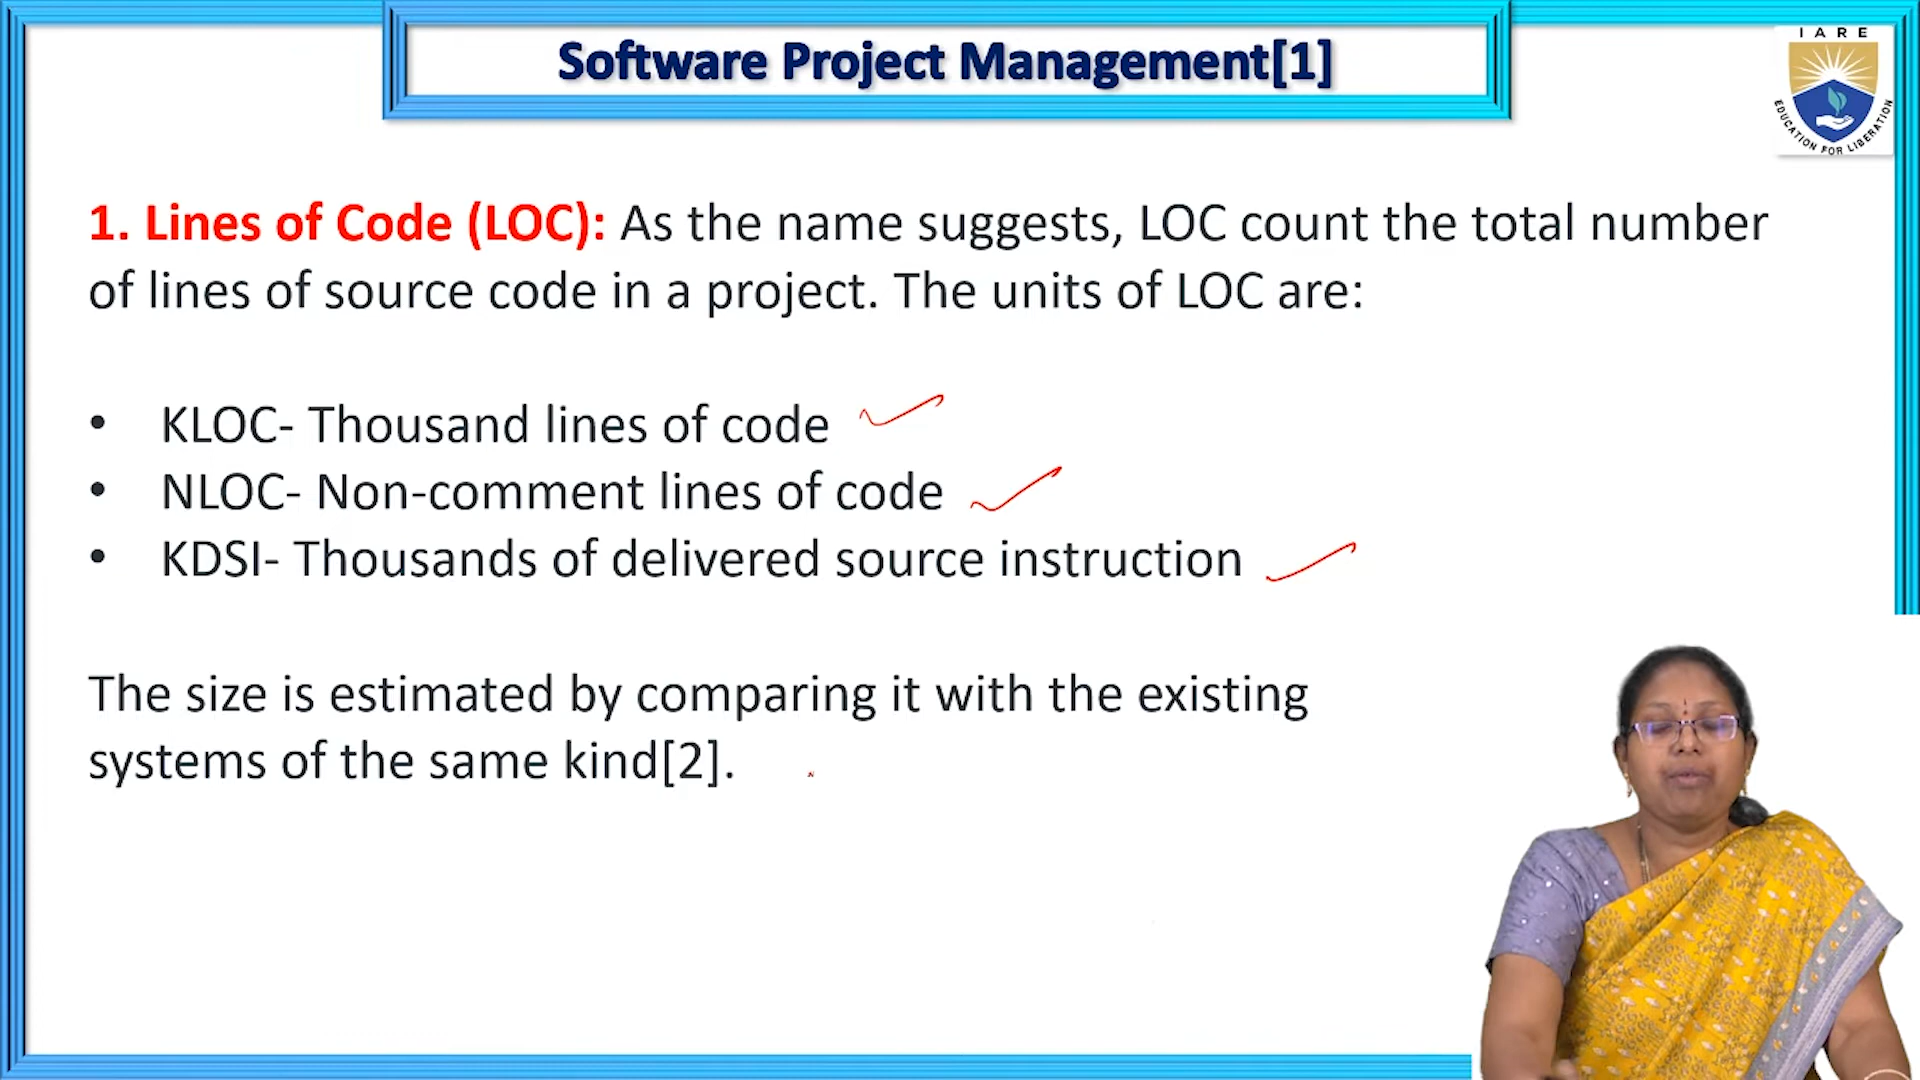 Software Project Management[1]
IARE
EDUCATION FOR LIBERATION
1. Lines of Code (LOC): As the name suggests, LOC count the total number
of lines of source code in a project. The units of LOC are:
• KLOC- Thousand lines of code
• NLOC- Non-comment lines of code
• KDSI- Thousands of delivered source instruction
The size is estimated by comparing it with the existing
systems of the same kind[2].